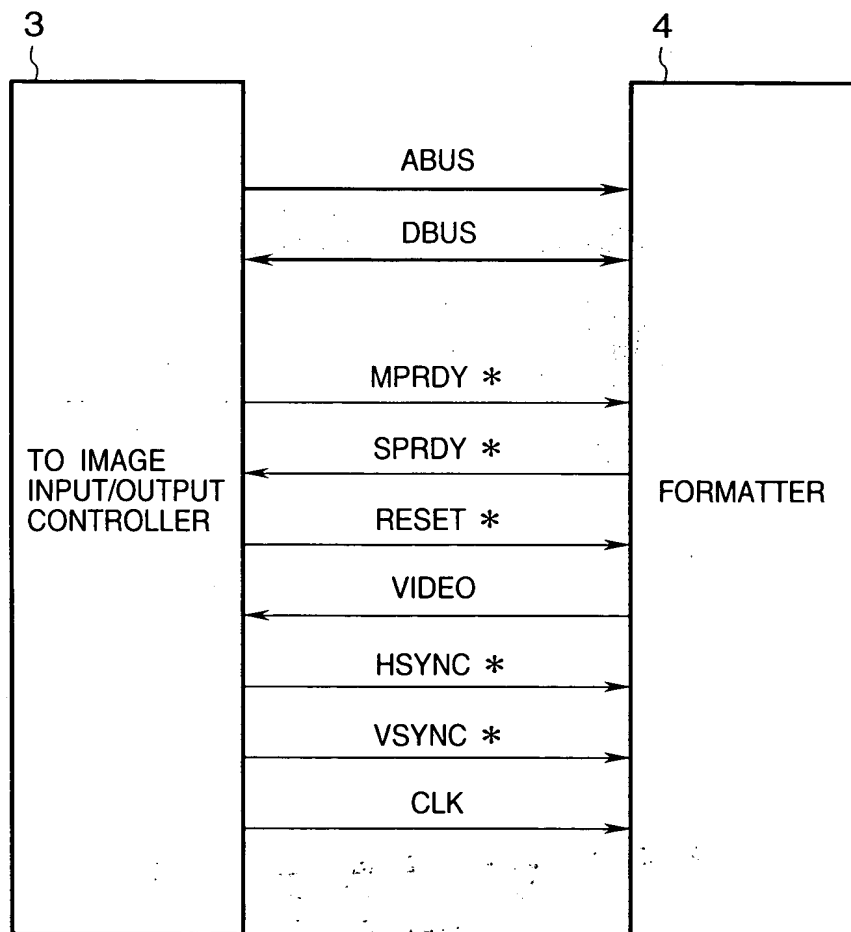 3
4
ABUS
DBUS
MPRDY *
SPRDY *
TO IMAGE
INPUT/OUTPUT
CONTROLLER
FORMATTER
RESET *
VIDEO
HSYNC *
VSYNC *
CLK